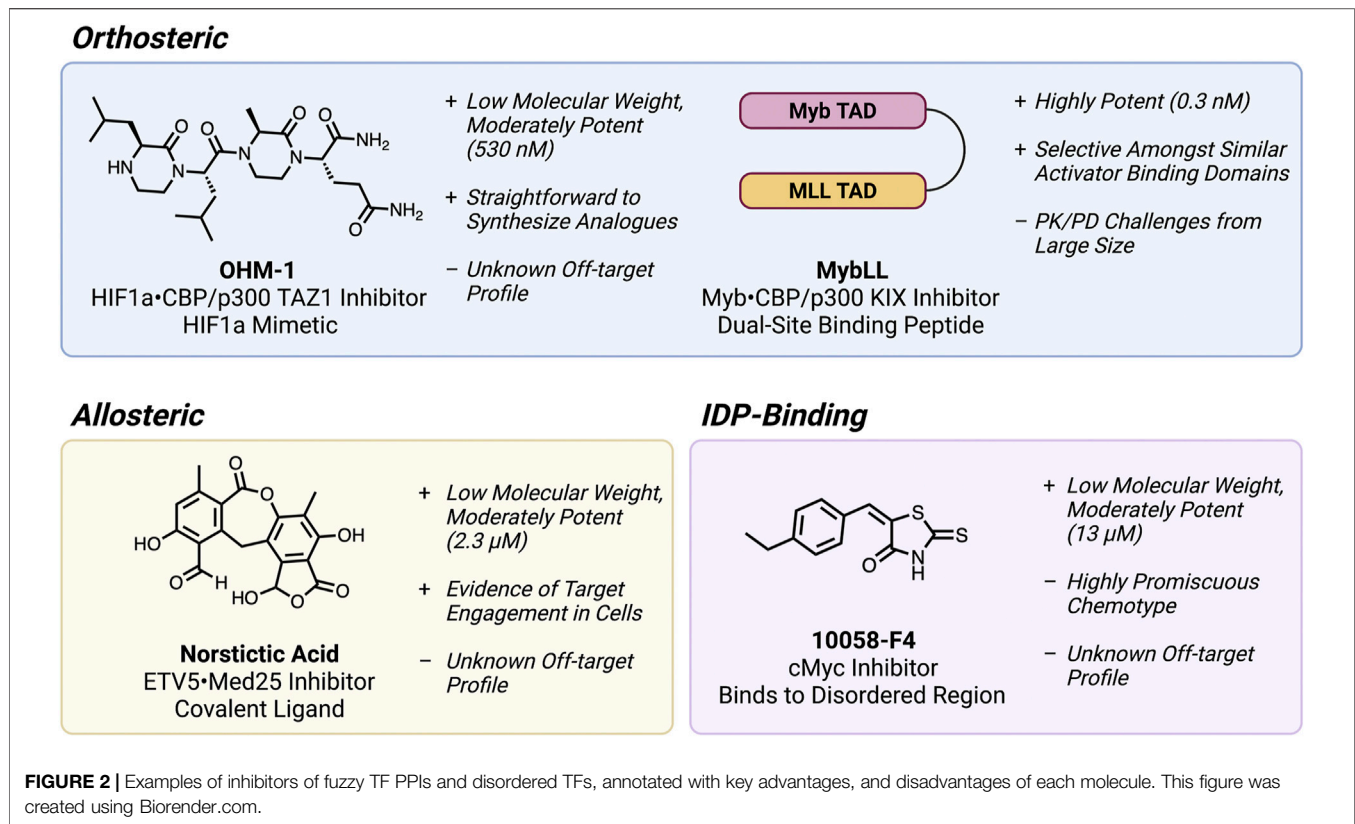 Orthosteric
O
O
O
O
NH₂
HN
N
N
N
NH₂
O
OHM-1
HIF1a•CBP/p300 TAZ1 Inhibitor
HIF1a Mimetic
+ Low Molecular Weight,
Moderately Potent
(530 nM)
+ Straightforward to
Synthesize Analogues
– Unknown Off-target
Profile
Myb TAD
MLL TAD
MybLL
Myb•CBP/p300 KIX Inhibitor
Dual-Site Binding Peptide
+ Highly Potent (0.3 nM)
+ Selective Amongst Similar
Activator Binding Domains
– PK/PD Challenges from
Large Size
Allosteric
O
O
HO
OH
O
H
HO
O
O
Norstictic Acid
ETV5•Med25 Inhibitor
Covalent Ligand
+ Low Molecular Weight,
Moderately Potent
(2.3 µM)
+ Evidence of Target
Engagement in Cells
– Unknown Off-target
Profile
IDP-Binding
S
S
O
N
H
10058-F4
cMyc Inhibitor
Binds to Disordered Region
+ Low Molecular Weight,
Moderately Potent
(13 µM)
– Highly Promiscuous
Chemotype
– Unknown Off-target
Profile
FIGURE 2 | Examples of inhibitors of fuzzy TF PPIs and disordered TFs, annotated with key advantages, and disadvantages of each molecule. This figure was
created using Biorender.com.